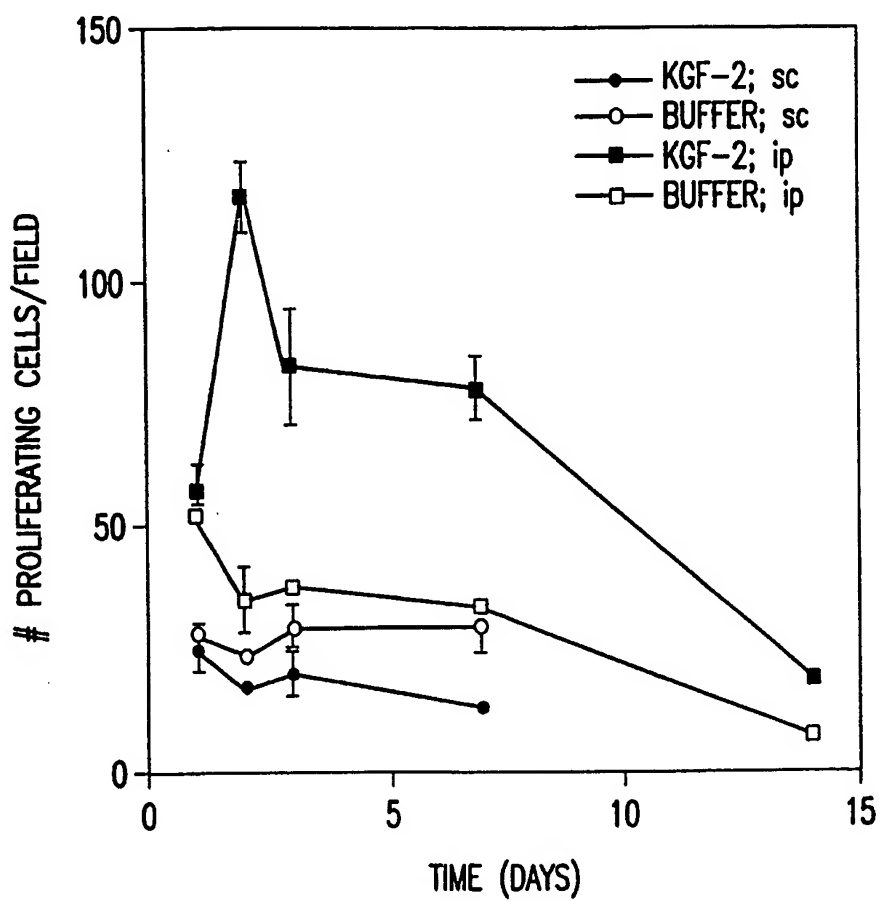 150
100
50
0
# PROLIFERATING CELLS/FIELD
KGF-2; sc
BUFFER; sc
KGF-2; ip
BUFFER; ip
0 5 10 15
TIME (DAYS)